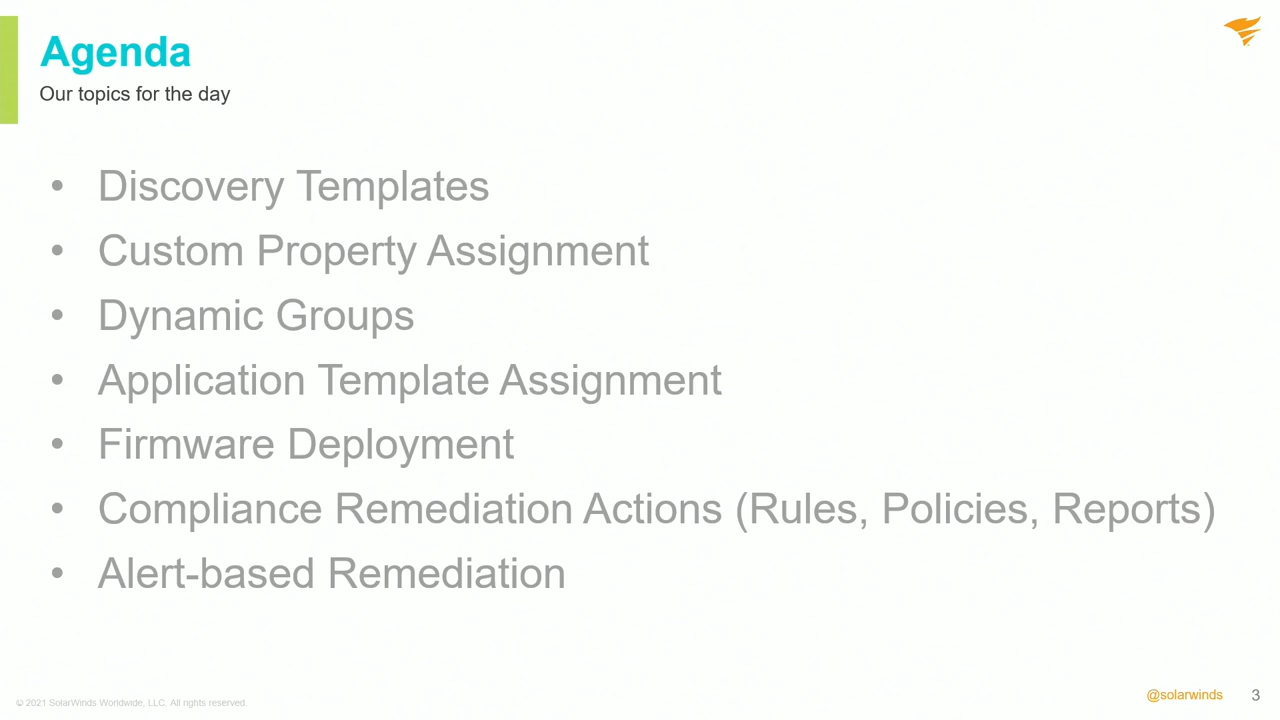 Agenda
Our topics for the day
• Discovery Templates
• Custom Property Assignment
• Dynamic Groups
• Application Template Assignment
• Firmware Deployment
• Compliance Remediation Actions (Rules, Policies, Reports)
• Alert-based Remediation
© 2021 SolarWinds Worldwide, LLC. All rights reserved.
@solarwinds 3